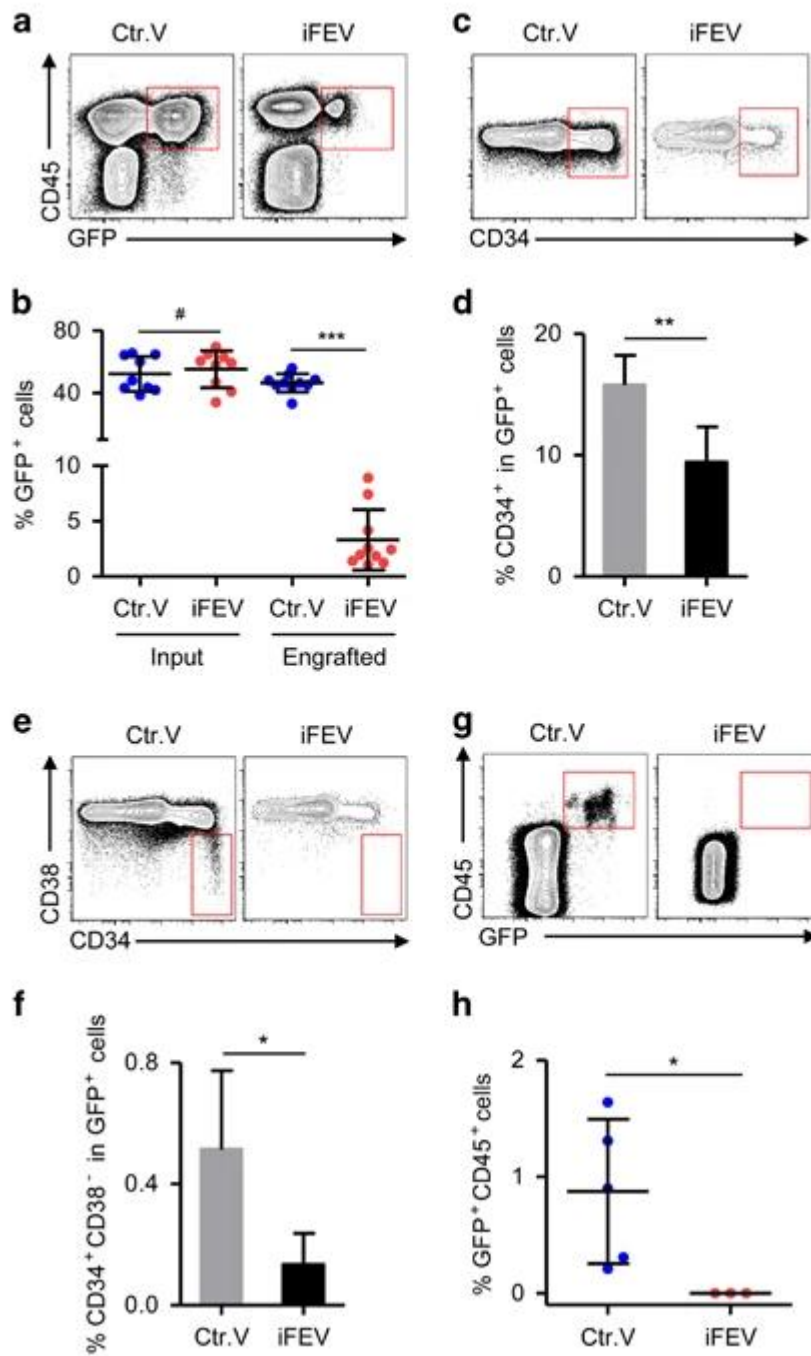 a
Ctr.V iFEV
CD45
GFP
c
Ctr.V iFEV
CD34
b
#
***
80
40
10
5
0
% GFP⁺ cells
Ctr.V iFEV Ctr.V iFEV
Input Engrafted
d
**
20
10
0
% CD34⁺ in GFP⁺ cells
Ctr.V iFEV
e
Ctr.V iFEV
CD38
CD34
g
Ctr.V iFEV
CD45
GFP
f
*
0.8
0.4
0.0
% CD34⁺CD38⁻ in GFP⁺ cells
Ctr.V iFEV
h
*
2
1
0
% GFP⁺CD45⁺ cells
Ctr.V iFEV